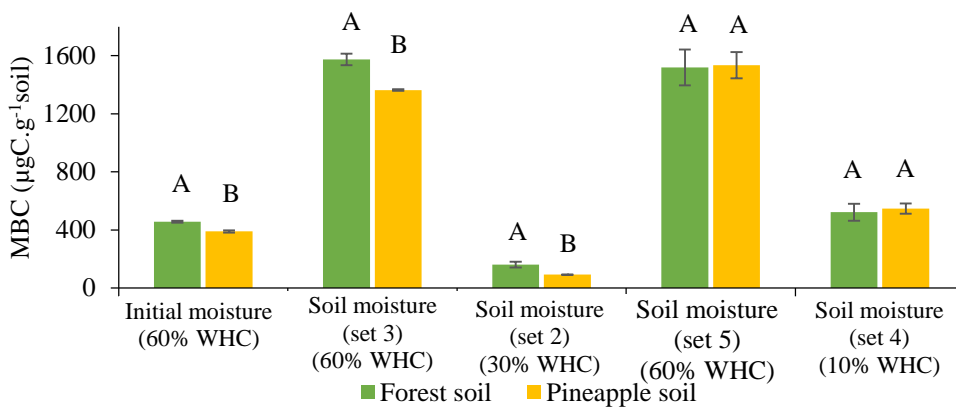 MBC (µgC.g⁻¹soil)
1600
1200
800
400
0
A
B
A
B
A
B
A
A
A
A
Initial moisture
(60% WHC)
Soil moisture
(set 3)
(60% WHC)
Soil moisture
(set 2)
(30% WHC)
Soil moisture
(set 5)
(60% WHC)
Soil moisture
(set 4)
(10% WHC)
Forest soil
Pineapple soil